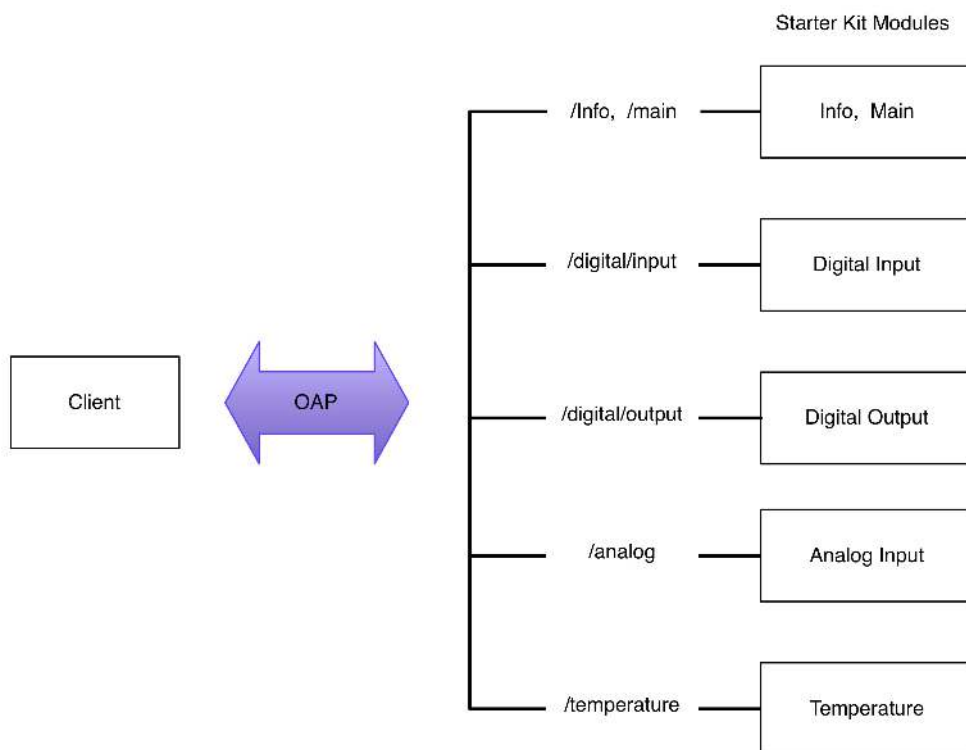 Starter Kit Modules
/Info, /main
Info, Main
/digital/input
Digital Input
Client
OAP
/digital/output
Digital Output
/analog
Analog Input
/temperature
Temperature